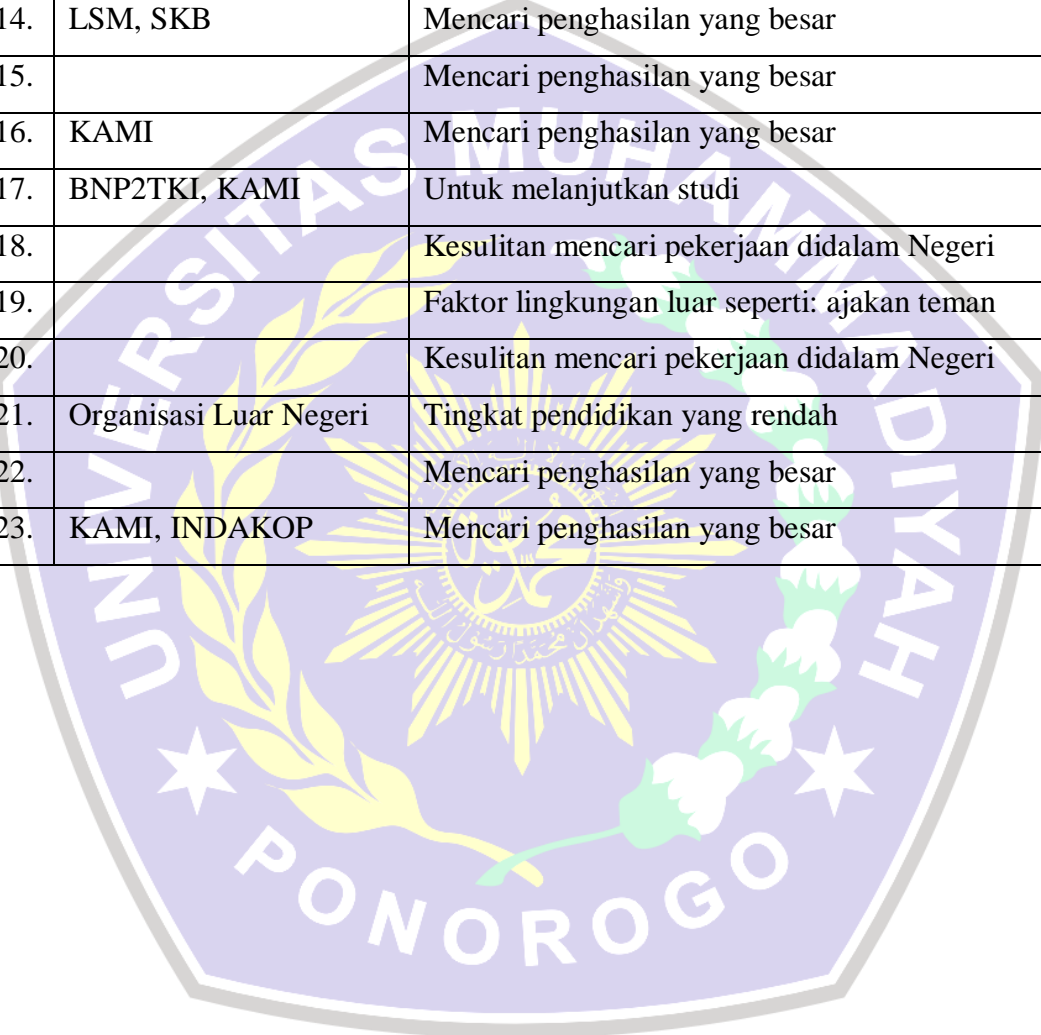 14. LSM, SKB Mencari penghasilan yang besar
15. Mencari penghasilan yang besar
16. KAMI Mencari penghasilan yang besar
17. BNP2TKI, KAMI Untuk melanjutkan studi
18. Kesulitan mencari pekerjaan didalam Negeri
19. Faktor lingkungan luar seperti: ajakan teman
20. Kesulitan mencari pekerjaan didalam Negeri
21. Organisasi Luar Negeri Tingkat pendidikan yang rendah
22. Mencari penghasilan yang besar
23. KAMI, INDAKOP Mencari penghasilan yang besar
UNIVERSITAS MUHAMMADIYAH
PONOROGO